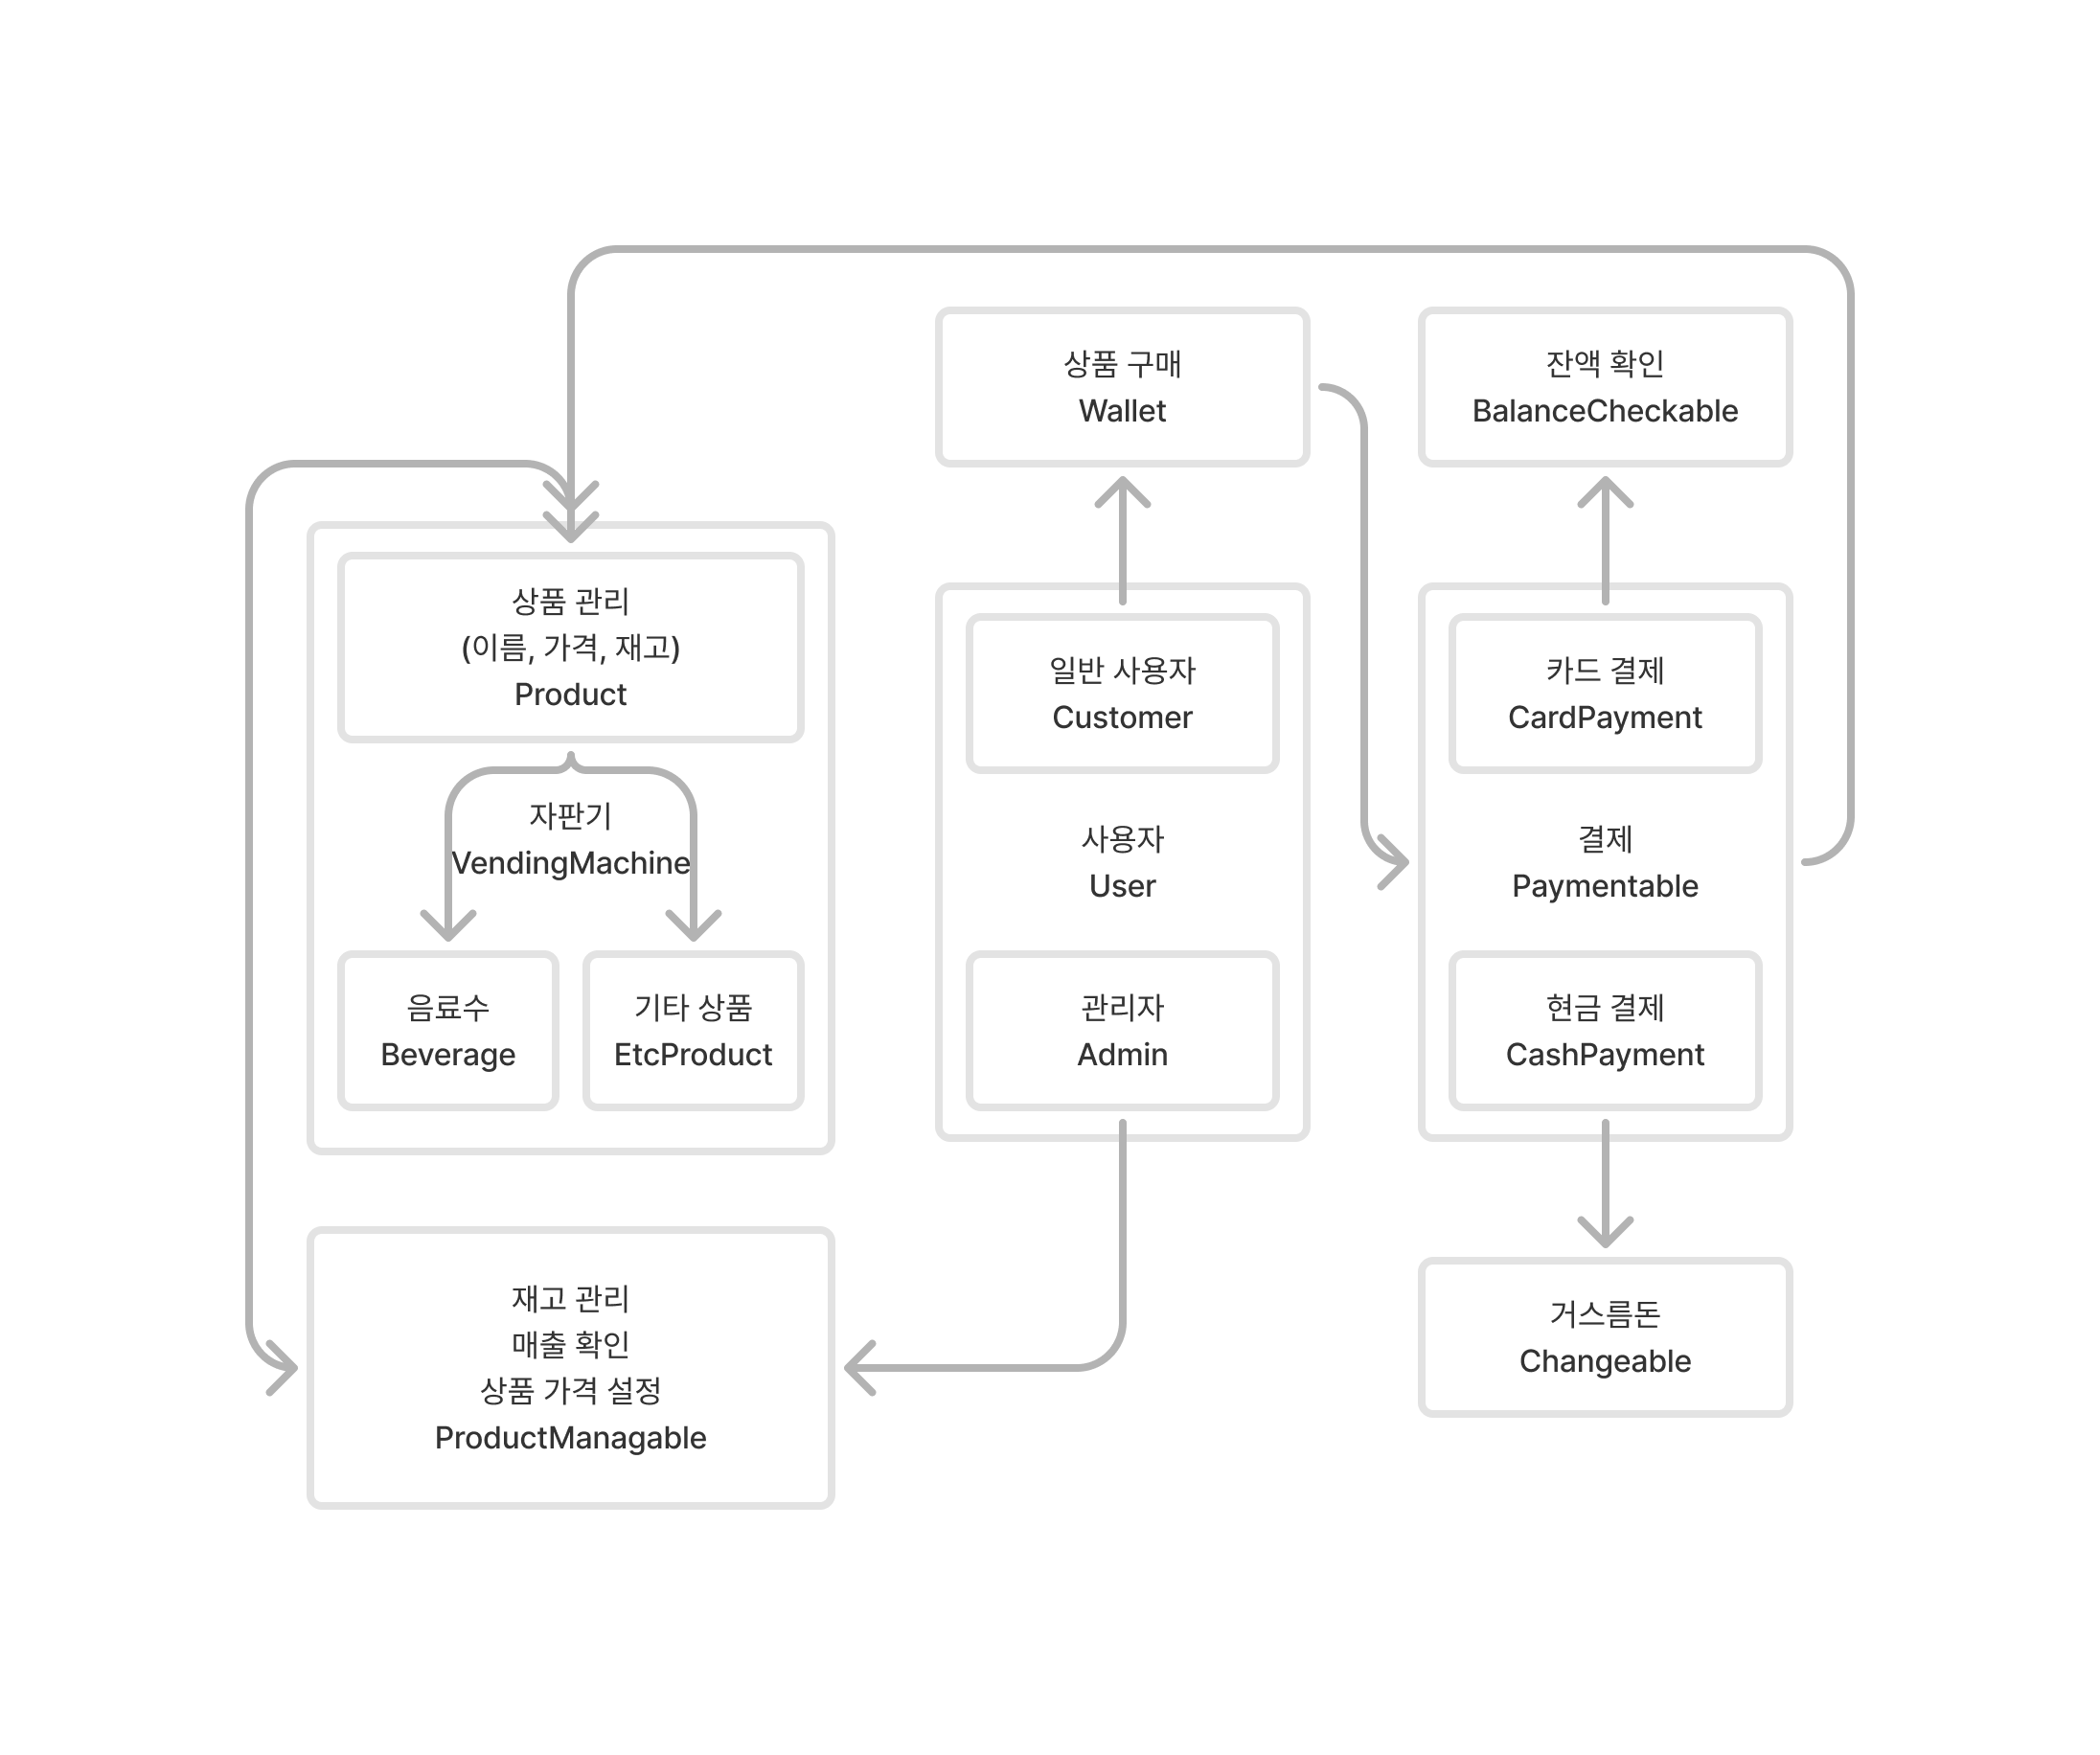 상품 구매
Wallet
잔액 확인
BalanceCheckable
상품 관리
(이름, 가격, 재고)
Product
자판기
VendingMachine
음료수
Beverage
기타 상품
EtcProduct
일반 사용자
Customer
사용자
User
관리자
Admin
카드 결제
CardPayment
결제
Paymentable
현금 결제
CashPayment
재고 관리
매출 확인
상품 가격 설정
ProductManagable
거스름돈
Changeable